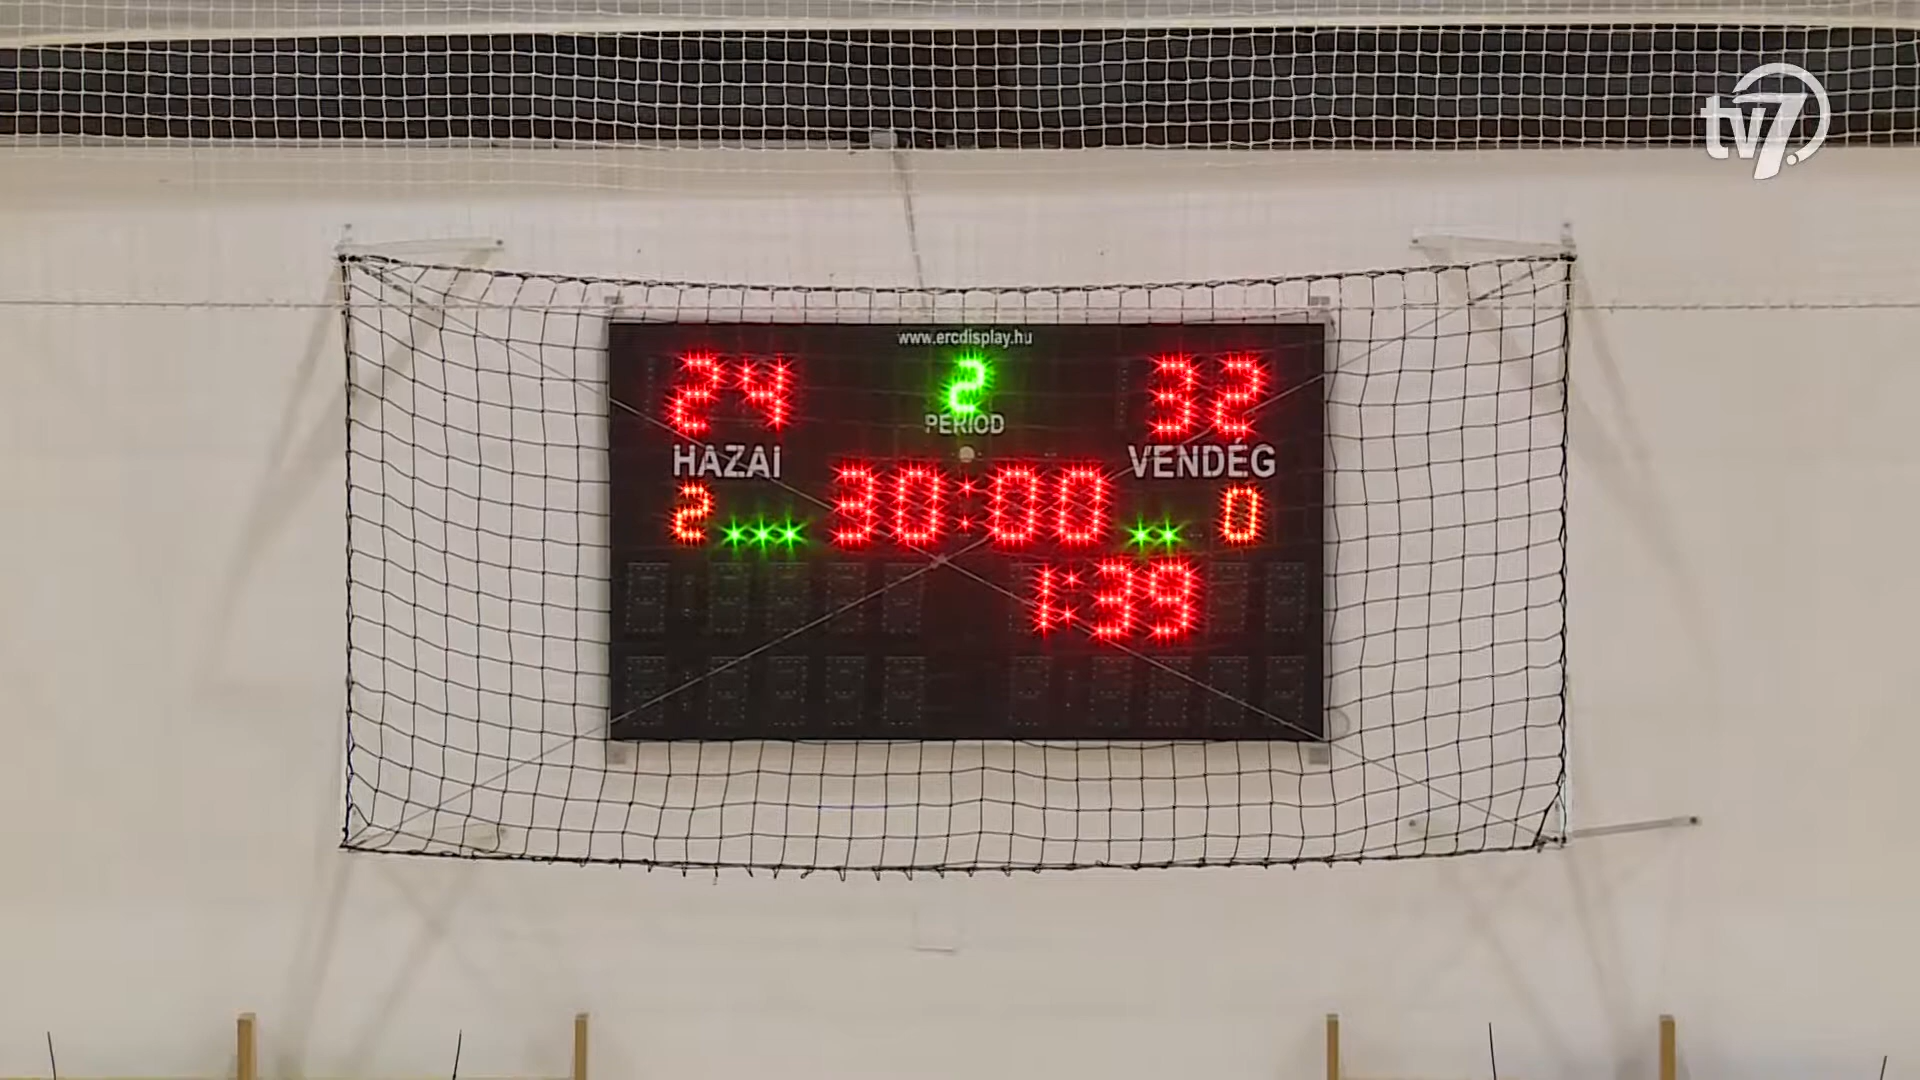 tv7.
www.ercdisplay.hu
24 2 32
PERIOD
HAZAI VENDÉG
2 30:00 0
1:39